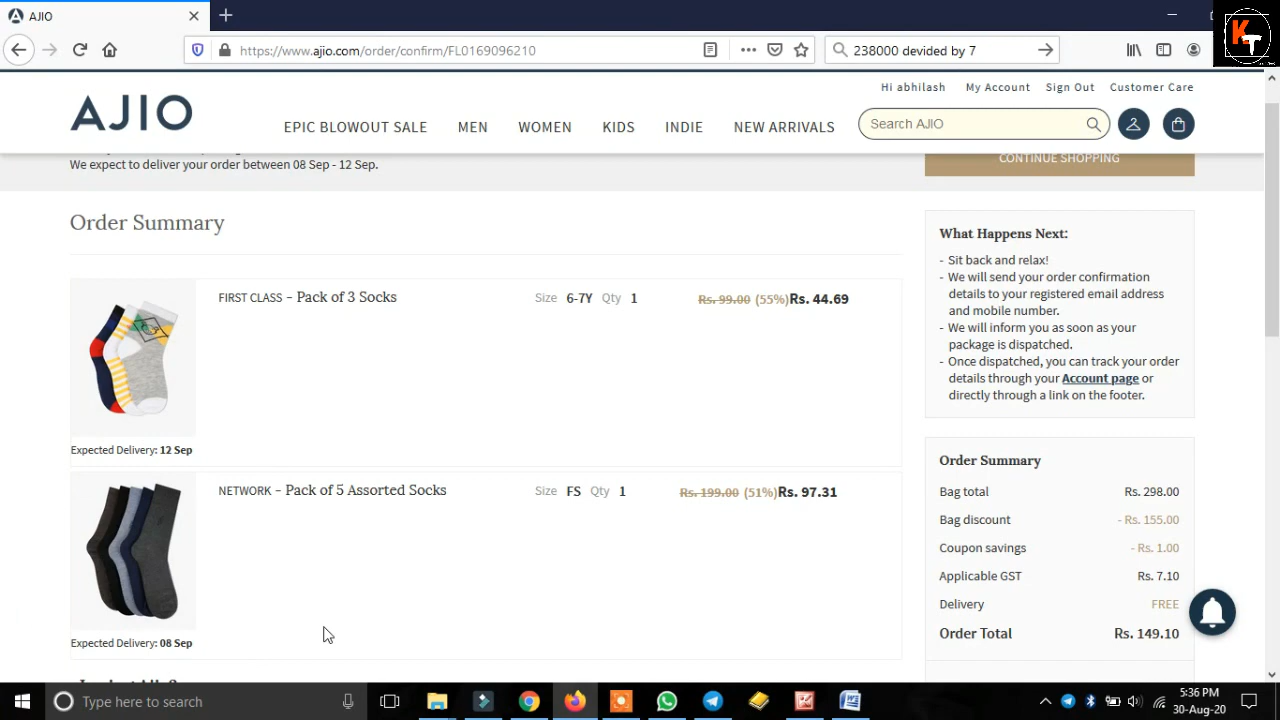 AJIO
https://www.ajio.com/order/confirm/FL0169096210
238000 devided by 7
KT
Hi abhilash My Account Sign Out Customer Care
AJIO
EPIC BLOWOUT SALE MEN WOMEN KIDS INDIE NEW ARRIVALS
Search AJIO
We expect to deliver your order between 08 Sep - 12 Sep.
CONTINUE SHOPPING
Order Summary
FIRST CLASS - Pack of 3 Socks
Size 6-7Y Qty 1
Rs. 99.00 (55%)Rs. 44.69
Expected Delivery: 12 Sep
NETWORK - Pack of 5 Assorted Socks
Size FS Qty 1
Rs. 199.00 (51%)Rs. 97.31
Expected Delivery: 08 Sep
What Happens Next:
- Sit back and relax!
- We will send your order confirmation
details to your registered email address
and mobile number.
- We will inform you as soon as your
package is dispatched.
- Once dispatched, you can track your order
details through your Account page or
directly through a link on the footer.
Order Summary
Bag total Rs. 298.00
Bag discount - Rs. 155.00
Coupon savings - Rs. 1.00
Applicable GST Rs. 7.10
Delivery FREE
Order Total Rs. 149.10
Type here to search
5:36 PM
30-Aug-20